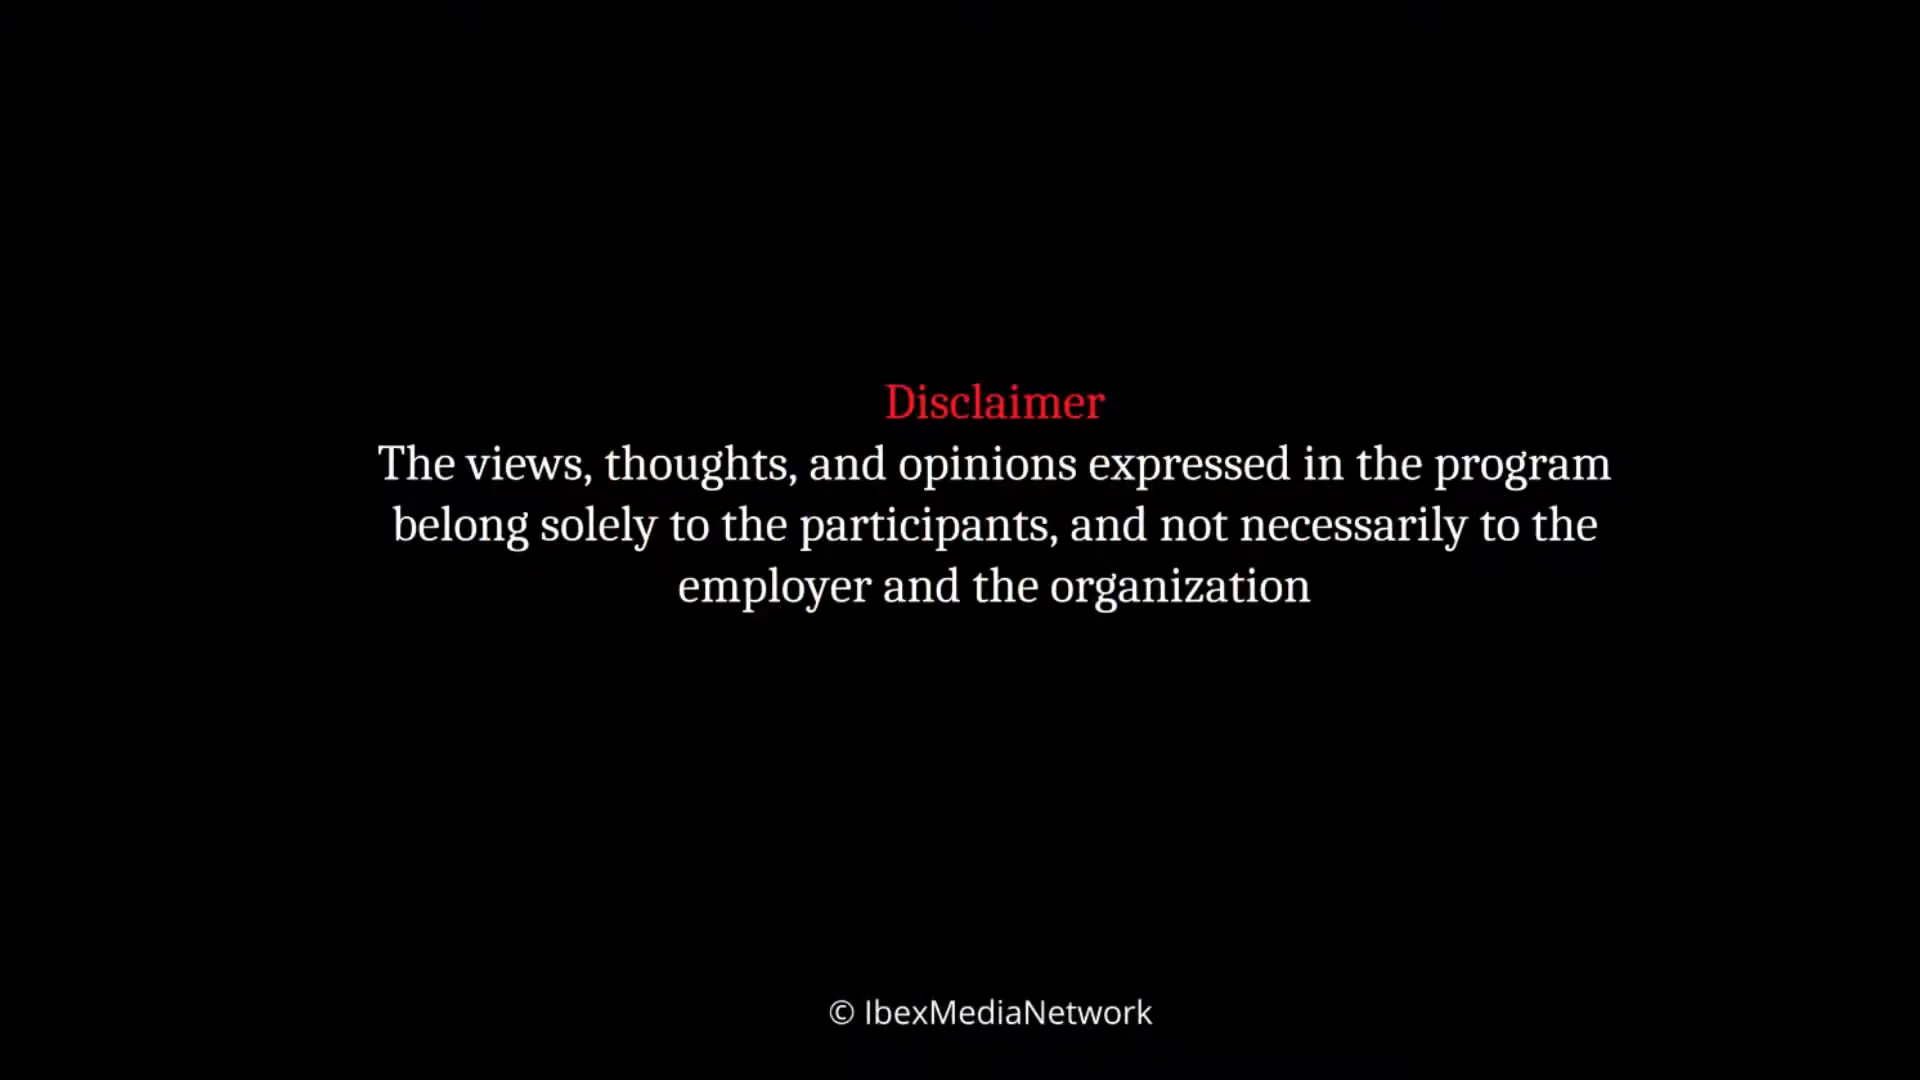 Disclaimer
The views, thoughts, and opinions expressed in the program
belong solely to the participants, and not necessarily to the
employer and the organization
© IbexMediaNetwork